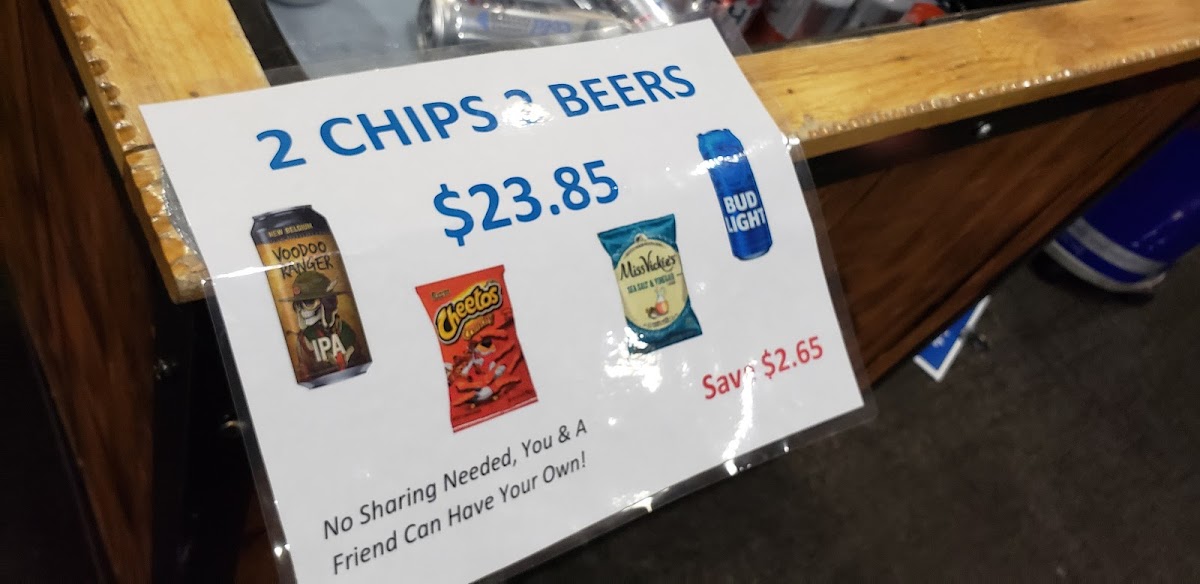 2 CHIPS 2 BEERS
$23.85
NEW BELGIUM
VOODOO
RANGER
IPA
Cheetos
Miss Vickie's
SEA SALT & VINEGAR
BUD
LIGHT
Save $2.65
No Sharing Needed, You & A
Friend Can Have Your Own!